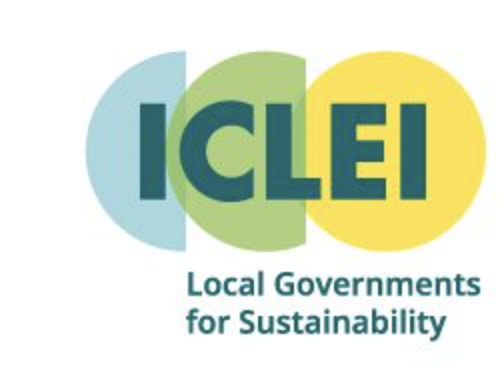 ICLEI
Local Governments
for Sustainability